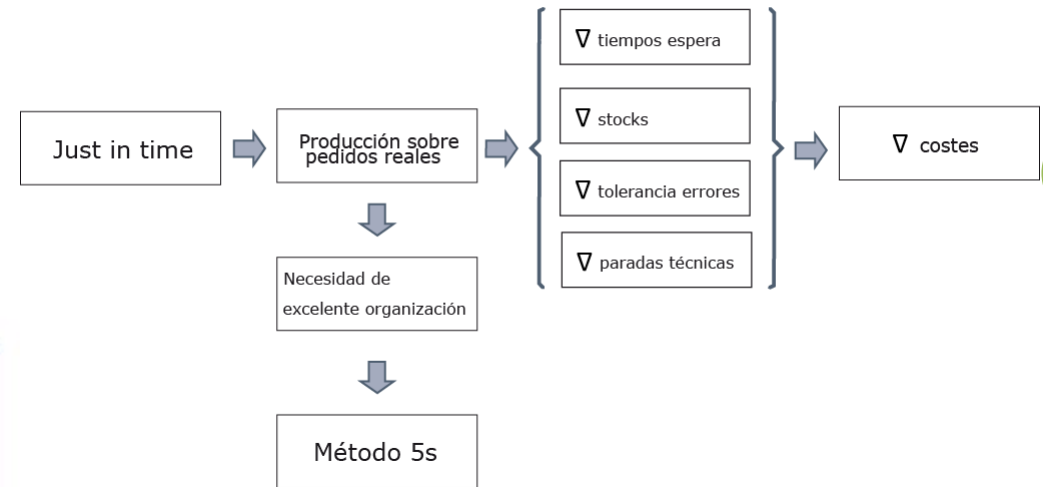 Just in time
Producción sobre
pedidos reales
∇ tiempos espera
∇ stocks
∇ tolerancia errores
∇ paradas técnicas
∇ costes
Necesidad de
excelente organización
Método 5s